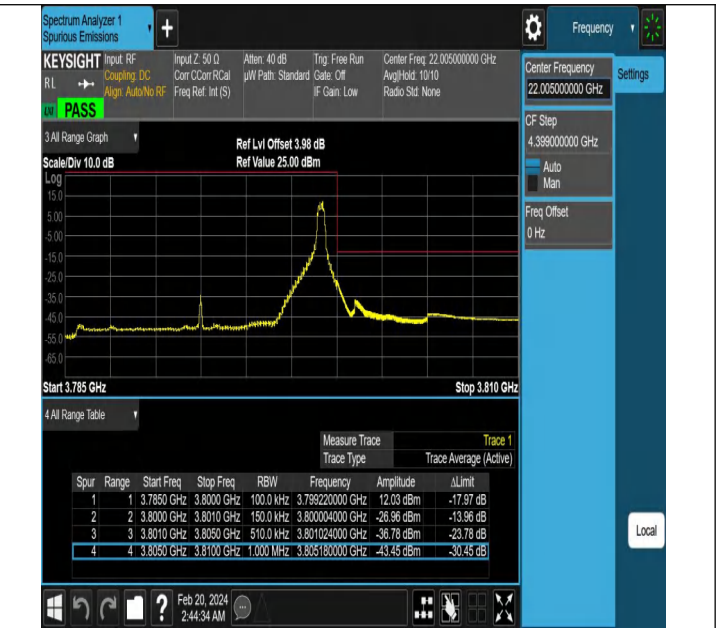 Spectrum Analyzer 1
Spurious Emissions
+
Frequency
KEYSIGHT Input: RF Input Z: 50 Ω Atten: 40 dB Trig: Free Run Center Freq: 22.005000000 GHz
RL Coupling: DC Corr CCorr RCal µW Path: Standard Gate: Off Avg|Hold: 10/10
Align: Auto/No RF Freq Ref: Int (S) IF Gain: Low Radio Std: None
PASS
Center Frequency
22.005000000 GHz
Settings
CF Step
4.399000000 GHz
Auto
Man
Freq Offset
0 Hz
3 All Range Graph
Ref Lvl Offset 3.98 dB
Scale/Div 10.0 dB Ref Value 25.00 dBm
Log
15.0
5.00
-5.00
-15.0
-25.0
-35.0
-45.0
-55.0
-65.0
Start 3.785 GHz Stop 3.810 GHz
4 All Range Table
Measure Trace Trace 1
Trace Type Trace Average (Active)
Spur Range Start Freq Stop Freq RBW Frequency Amplitude ΔLimit
1 1 3.7850 GHz 3.8000 GHz 100.0 kHz 3.799220000 GHz 12.03 dBm -17.97 dB
2 2 3.8000 GHz 3.8010 GHz 150.0 kHz 3.800004000 GHz -26.96 dBm -13.96 dB
3 3 3.8010 GHz 3.8050 GHz 510.0 kHz 3.801024000 GHz -36.78 dBm -23.78 dB
4 4 3.8050 GHz 3.8100 GHz 1.000 MHz 3.805180000 GHz -43.45 dBm -30.45 dB
Local
? Feb 20, 2024
2:44:34 AM